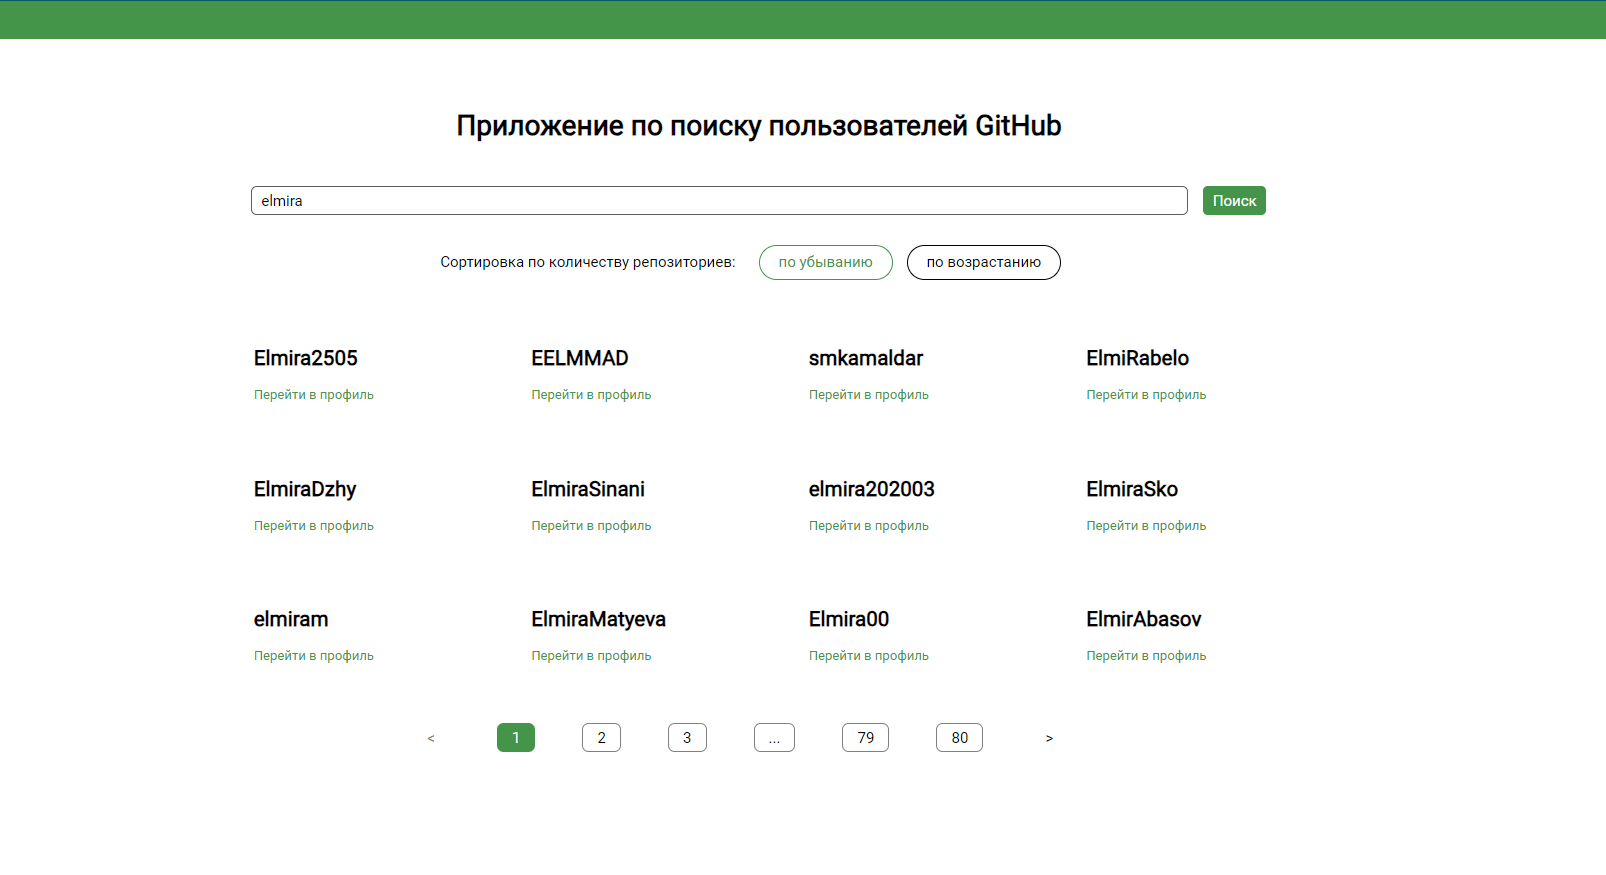 Приложение по поиску пользователей GitHub
elmira Поиск
Сортировка по количеству репозиториев: по убыванию по возрастанию
Elmira2505 EELMMAD smkamaldar ElmiRabelo
Перейти в профиль Перейти в профиль Перейти в профиль Перейти в профиль
ElmiraDzhy ElmiraSinani elmira202003 ElmiraSko
Перейти в профиль Перейти в профиль Перейти в профиль Перейти в профиль
elmiram ElmiraMatyeva Elmira00 ElmirAbasov
Перейти в профиль Перейти в профиль Перейти в профиль Перейти в профиль
< 1 2 3 ... 79 80 >